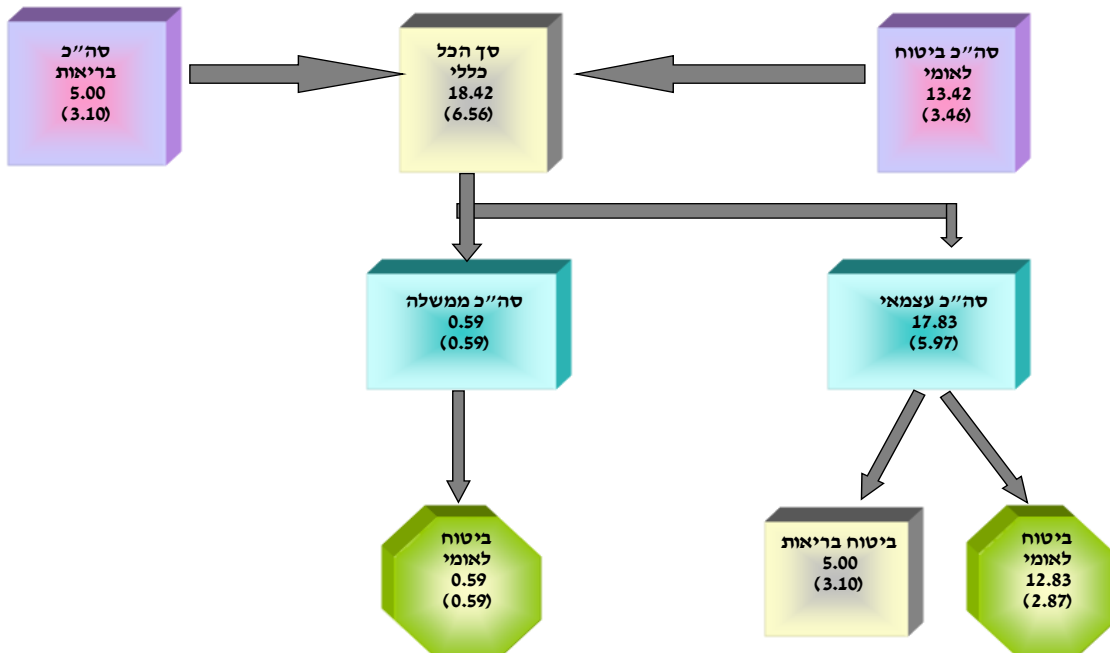 סה"כ ביטוח
לאומי
13.42
(3.46)
סך הכל
כללי
18.42
(6.56)
סה"כ
בריאות
5.00
(3.10)
סה"כ עצמאי
17.83
(5.97)
סה"כ ממשלה
0.59
(0.59)
ביטוח
לאומי
12.83
(2.87)
ביטוח בריאות
5.00
(3.10)
ביטוח
לאומי
0.59
(0.59)